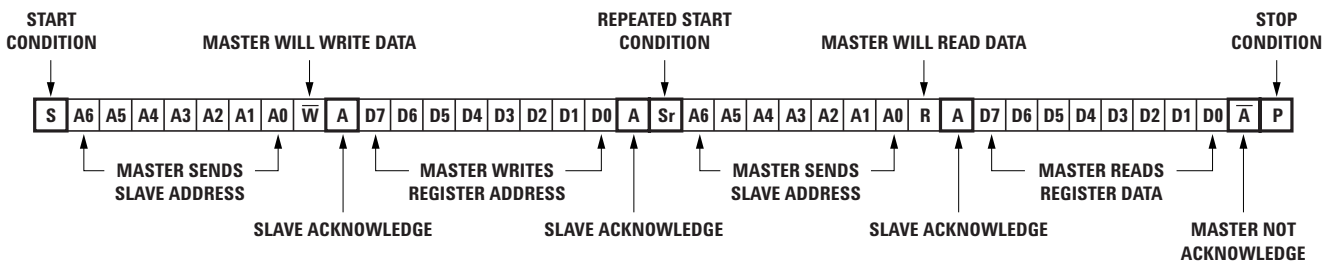 START
CONDITION
MASTER WILL WRITE DATA
REPEATED START
CONDITION
MASTER WILL READ DATA
STOP
CONDITION
S A6 A5 A4 A3 A2 A1 A0 W̅ A D7 D6 D5 D4 D3 D2 D1 D0 A Sr A6 A5 A4 A3 A2 A1 A0 R A D7 D6 D5 D4 D3 D2 D1 D0 A̅ P
MASTER SENDS
SLAVE ADDRESS
MASTER WRITES
REGISTER ADDRESS
MASTER SENDS
SLAVE ADDRESS
MASTER READS
REGISTER DATA
SLAVE ACKNOWLEDGE
SLAVE ACKNOWLEDGE
SLAVE ACKNOWLEDGE
MASTER NOT
ACKNOWLEDGE